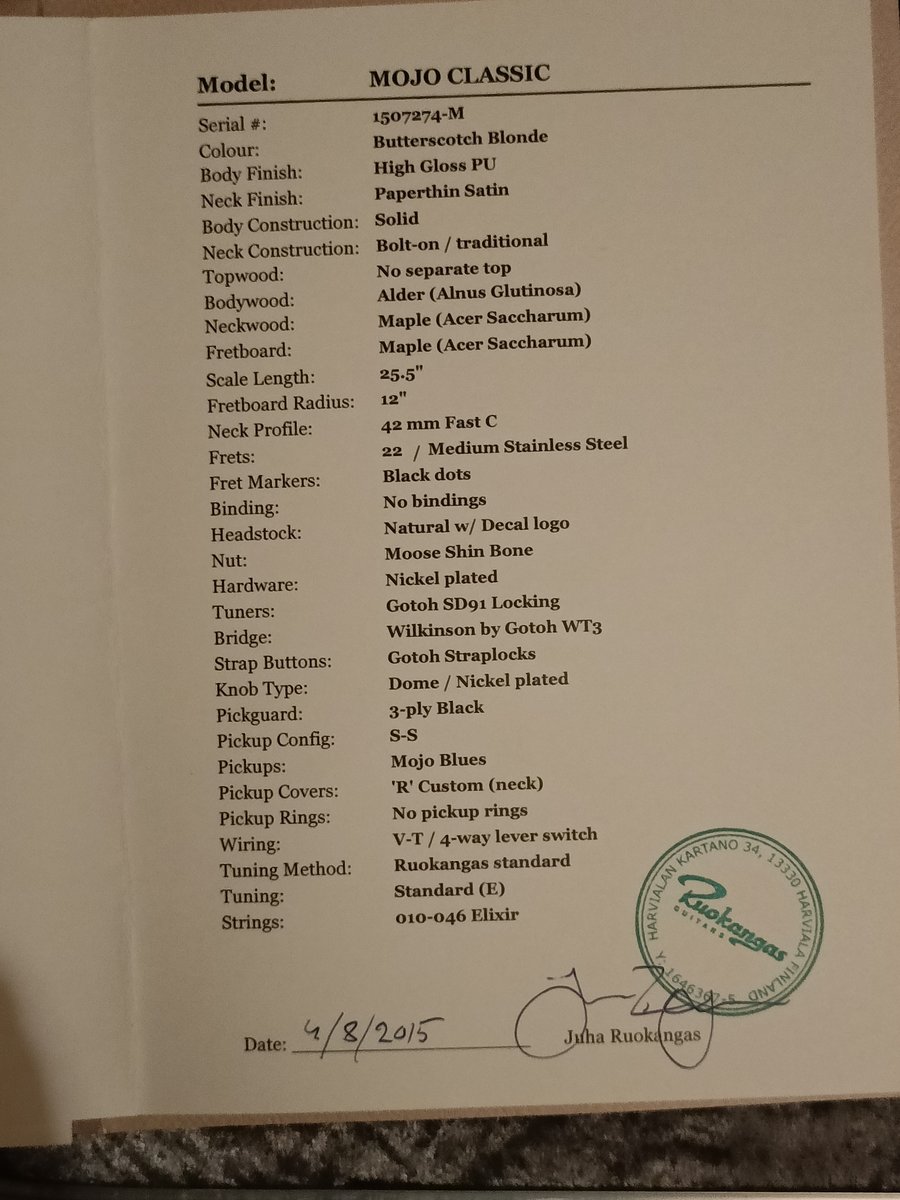 Model: MOJO CLASSIC
Serial #: 1507274-M
Colour: Butterscotch Blonde
Body Finish: High Gloss PU
Neck Finish: Paperthin Satin
Body Construction: Solid
Neck Construction: Bolt-on / traditional
Topwood: No separate top
Bodywood: Alder (Alnus Glutinosa)
Neckwood: Maple (Acer Saccharum)
Fretboard: Maple (Acer Saccharum)
Scale Length: 25.5"
Fretboard Radius: 12"
Neck Profile: 42 mm Fast C
Frets: 22 / Medium Stainless Steel
Fret Markers: Black dots
Binding: No bindings
Headstock: Natural w/ Decal logo
Nut: Moose Shin Bone
Hardware: Nickel plated
Tuners: Gotoh SD91 Locking
Bridge: Wilkinson by Gotoh WT3
Strap Buttons: Gotoh Straplocks
Knob Type: Dome / Nickel plated
Pickguard: 3-ply Black
Pickup Config: S-S
Pickups: Mojo Blues
Pickup Covers: 'R' Custom (neck)
Pickup Rings: No pickup rings
Wiring: V-T / 4-way lever switch
Tuning Method: Ruokangas standard
Tuning: Standard (E)
Strings: 010-046 Elixir
HARVIALAN KARTANO 34, 13330 HARVIALA FINLAND
Ruokangas
GUITARS
Y: 1646367-5
Date: 4/8/2015
Juha Ruokangas